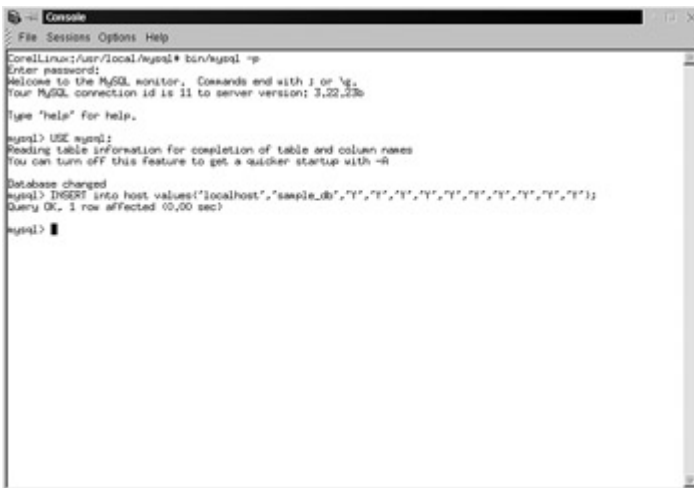 Console
File Sessions Options Help
CorelLinux:/usr/local/mysql# bin/mysql -p
Enter password:
Welcome to the MySQL monitor. Commands end with ; or \g.
Your MySQL connection id is 11 to server version: 3.22.23b
Type 'help' for help.
mysql> USE mysql;
Reading table information for completion of table and column names
You can turn off this feature to get a quicker startup with -A
Database changed
mysql> INSERT into host values('localhost','sample_db','Y','Y','Y','Y','Y','Y','Y','Y','Y','Y');
Query OK, 1 row affected (0.00 sec)
mysql>